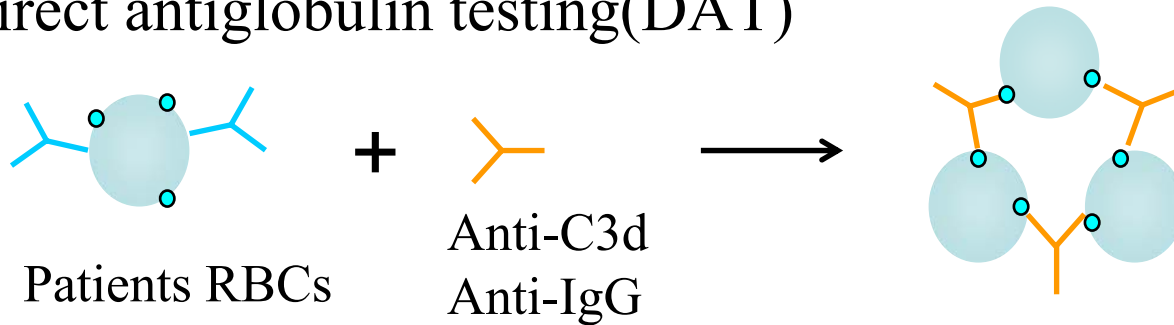 irect antiglobulin testing(DAT)
+
Anti-C3d
Patients RBCs
Anti-IgG